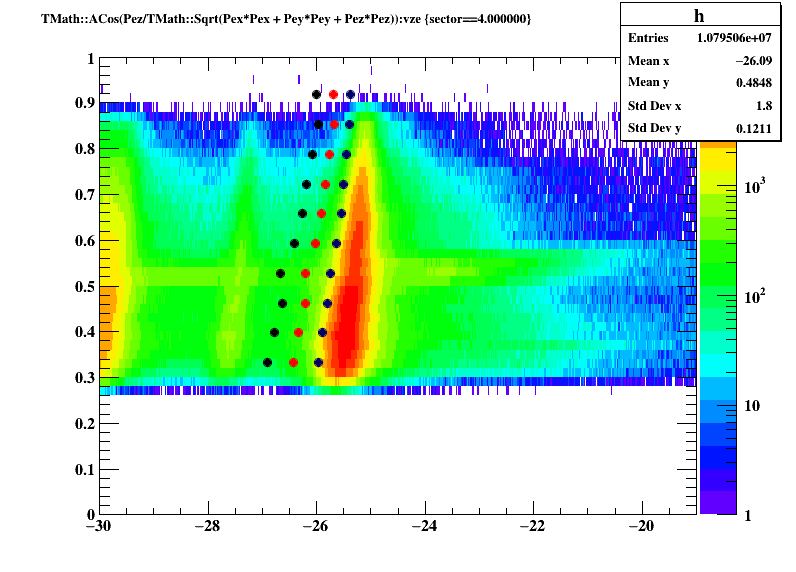 TMath::ACos(Pez/TMath::Sqrt(Pex*Pex + Pey*Pey + Pez*Pez)):vze {sector==4.000000}
h
Entries 1.079506e+07
Mean x −26.09
Mean y 0.4848
Std Dev x 1.8
Std Dev y 0.1211
1
0.9
0.8
0.7
0.6
0.5
0.4
0.3
0.2
0.1
0
−30 −28 −26 −24 −22 −20
10³
10²
10
1